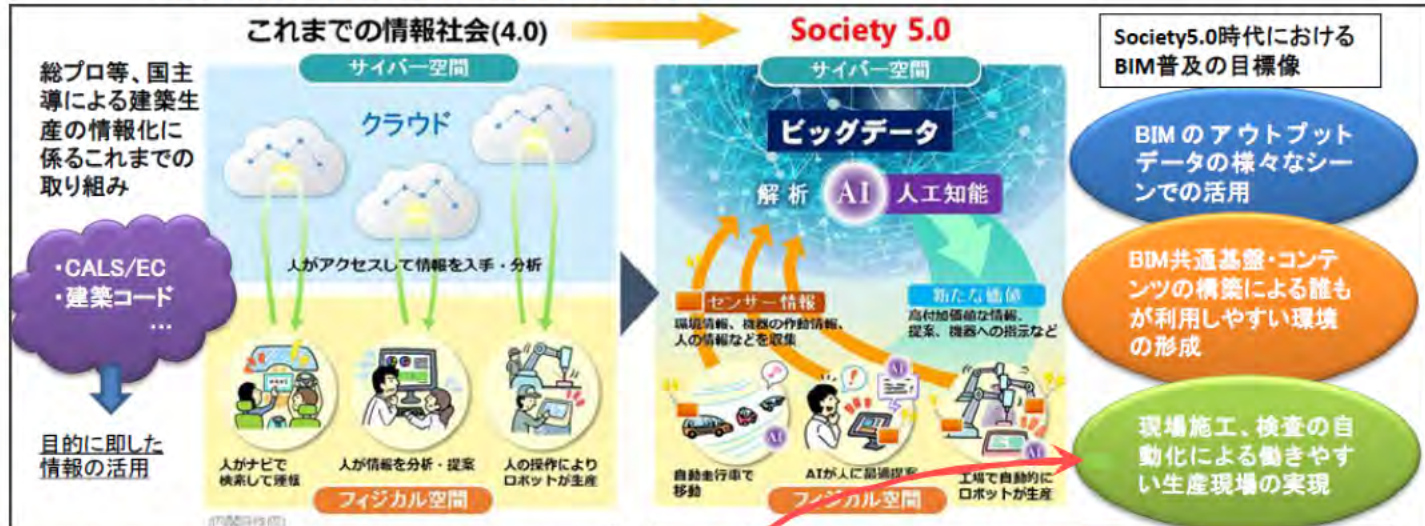 これまでの情報社会(4.0)
Society 5.0
Society5.0時代における
BIM普及の目標像
総プロ等、国主
導による建築生
産の情報化に
係るこれまでの
取り組み
・CALS/EC
・建築コード
…
目的に即した
情報の活用
サイバー空間
クラウド
人がアクセスして情報を入手・分析
人がナビで
検索して運転
人が情報を分析・提案
人の操作により
ロボットが生産
フィジカル空間
サイバー空間
ビッグデータ
解析 AI 人工知能
センサー情報
環境情報、機器の作動情報、
人の情報などを収集
新たな価値
高付加価値な情報、
提案、機器への指示など
AI
AI
AI
自動走行車で
移動
AIが人に最適提案
工場で自動的に
ロボットが生産
フィジカル空間
BIMのアウトプット
データの様々なシー
ンでの活用
BIM共通基盤・コンテ
ンツの構築による誰も
が利用しやすい環境
の形成
現場施工、検査の自
動化による働きやす
い生産現場の実現